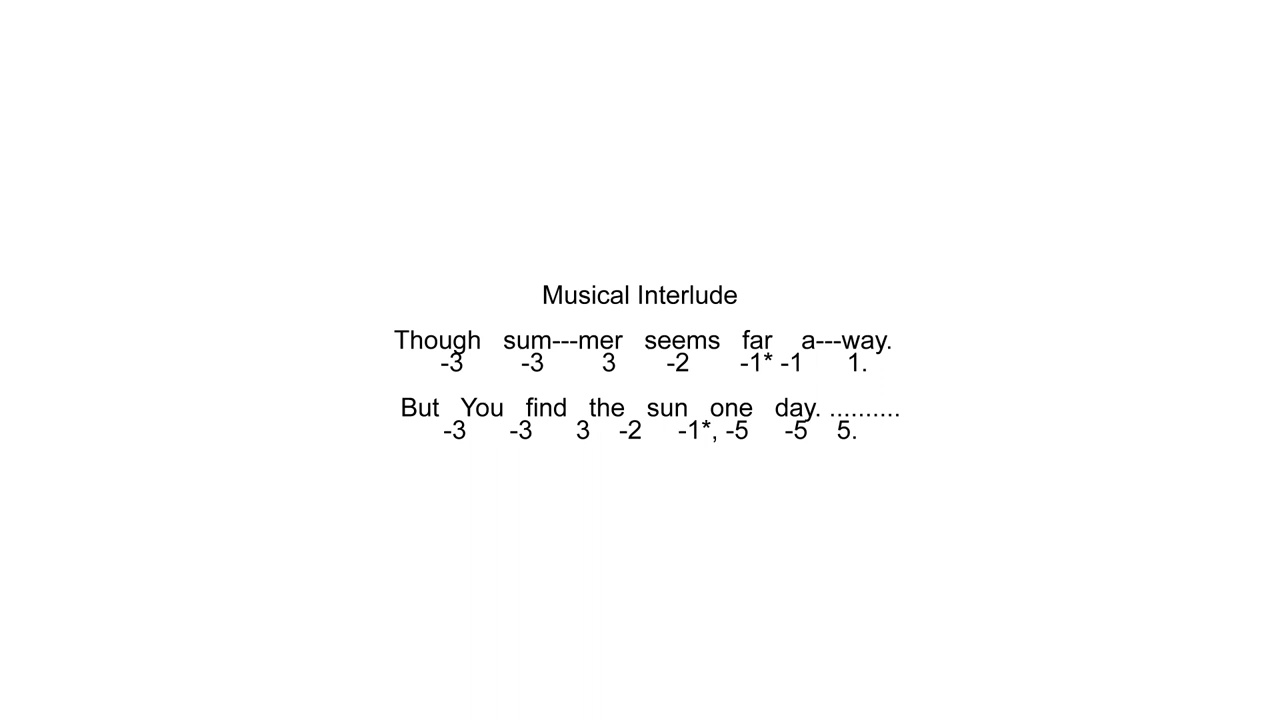 Musical Interlude
Though sum---mer seems far a---way.
-3 -3 3 -2 -1* -1 1.
But You find the sun one day. ..........
-3 -3 3 -2 -1*, -5 -5 5.